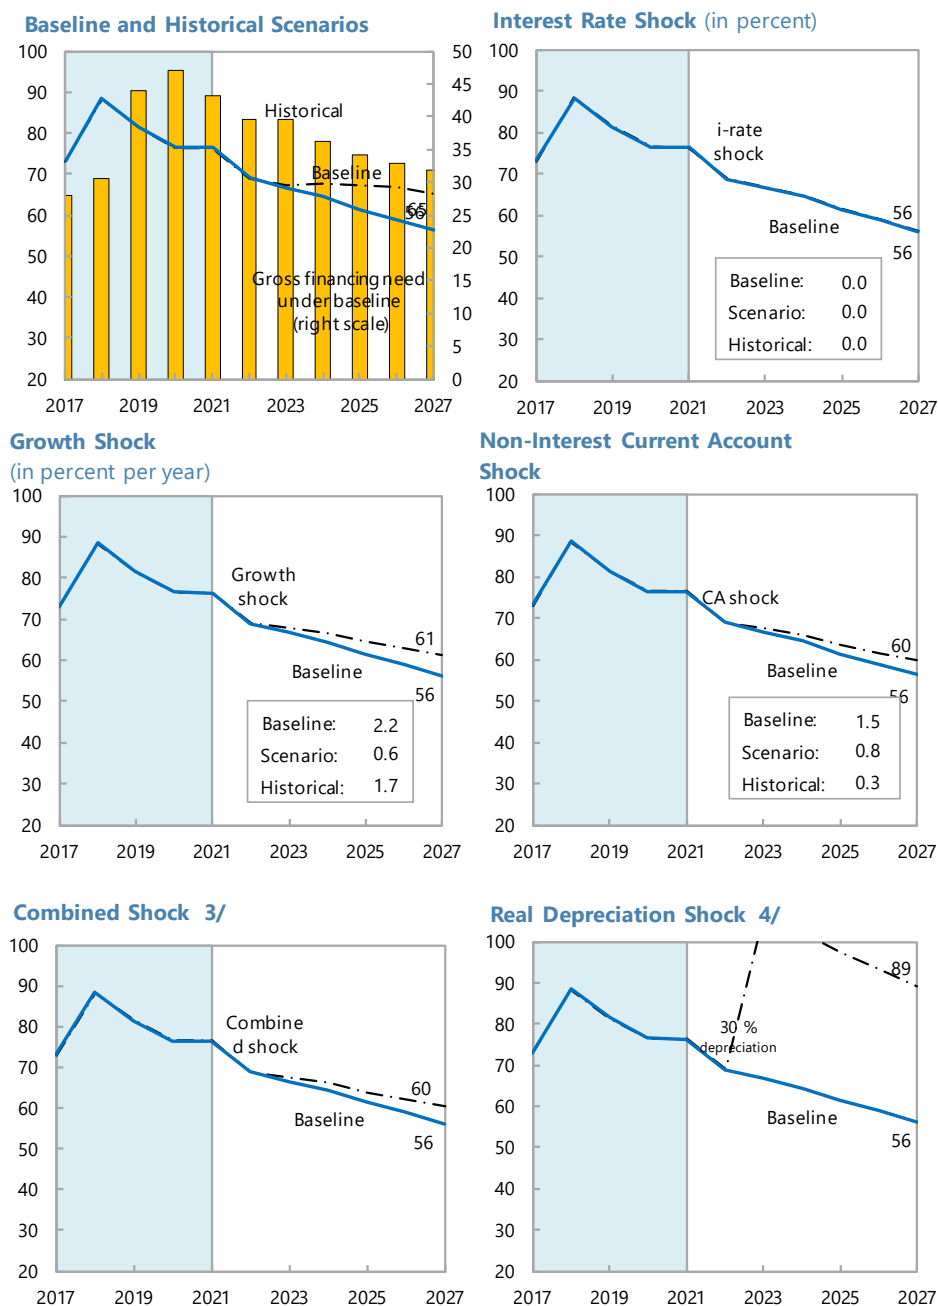 Baseline and Historical Scenarios
100
90
80
70
60
50
40
30
20
50
45
40
35
30
25
20
15
10
5
0
Historical
Baseline
65
56
Gross financing need
under baseline
(right scale)
2017 2019 2021 2023 2025 2027
Interest Rate Shock (in percent)
100
90
80
70
60
50
40
30
20
i-rate
shock
56
Baseline
56
Baseline: 0.0
Scenario: 0.0
Historical: 0.0
2017 2019 2021 2023 2025 2027
Growth Shock
(in percent per year)
100
90
80
70
60
50
40
30
20
Growth
shock
61
Baseline
56
Baseline: 2.2
Scenario: 0.6
Historical: 1.7
2017 2019 2021 2023 2025 2027
Non-Interest Current Account
Shock
100
90
80
70
60
50
40
30
20
CA shock
60
Baseline
56
Baseline: 1.5
Scenario: 0.8
Historical: 0.3
2017 2019 2021 2023 2025 2027
Combined Shock 3/
100
90
80
70
60
50
40
30
20
Combine
d shock
60
Baseline
56
2017 2019 2021 2023 2025 2027
Real Depreciation Shock 4/
100
90
80
70
60
50
40
30
20
89
30 %
depreciation
Baseline
56
2017 2019 2021 2023 2025 2027